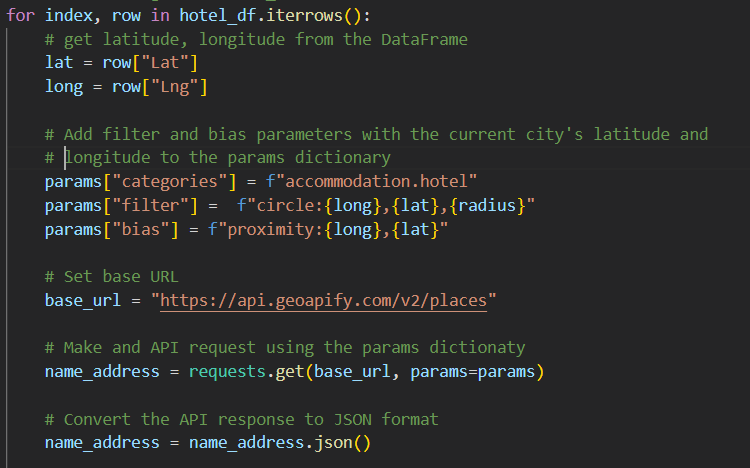 for index, row in hotel_df.iterrows():
# get latitude, longitude from the DataFrame
lat = row["Lat"]
long = row["Lng"]
# Add filter and bias parameters with the current city's latitude and
# longitude to the params dictionary
params["categories"] = f"accommodation.hotel"
params["filter"] =  f"circle:{long},{lat},{radius}"
params["bias"] = f"proximity:{long},{lat}"
# Set base URL
base_url = "https://api.geoapify.com/v2/places"
# Make and API request using the params dictionaty
name_address = requests.get(base_url, params=params)
# Convert the API response to JSON format
name_address = name_address.json()